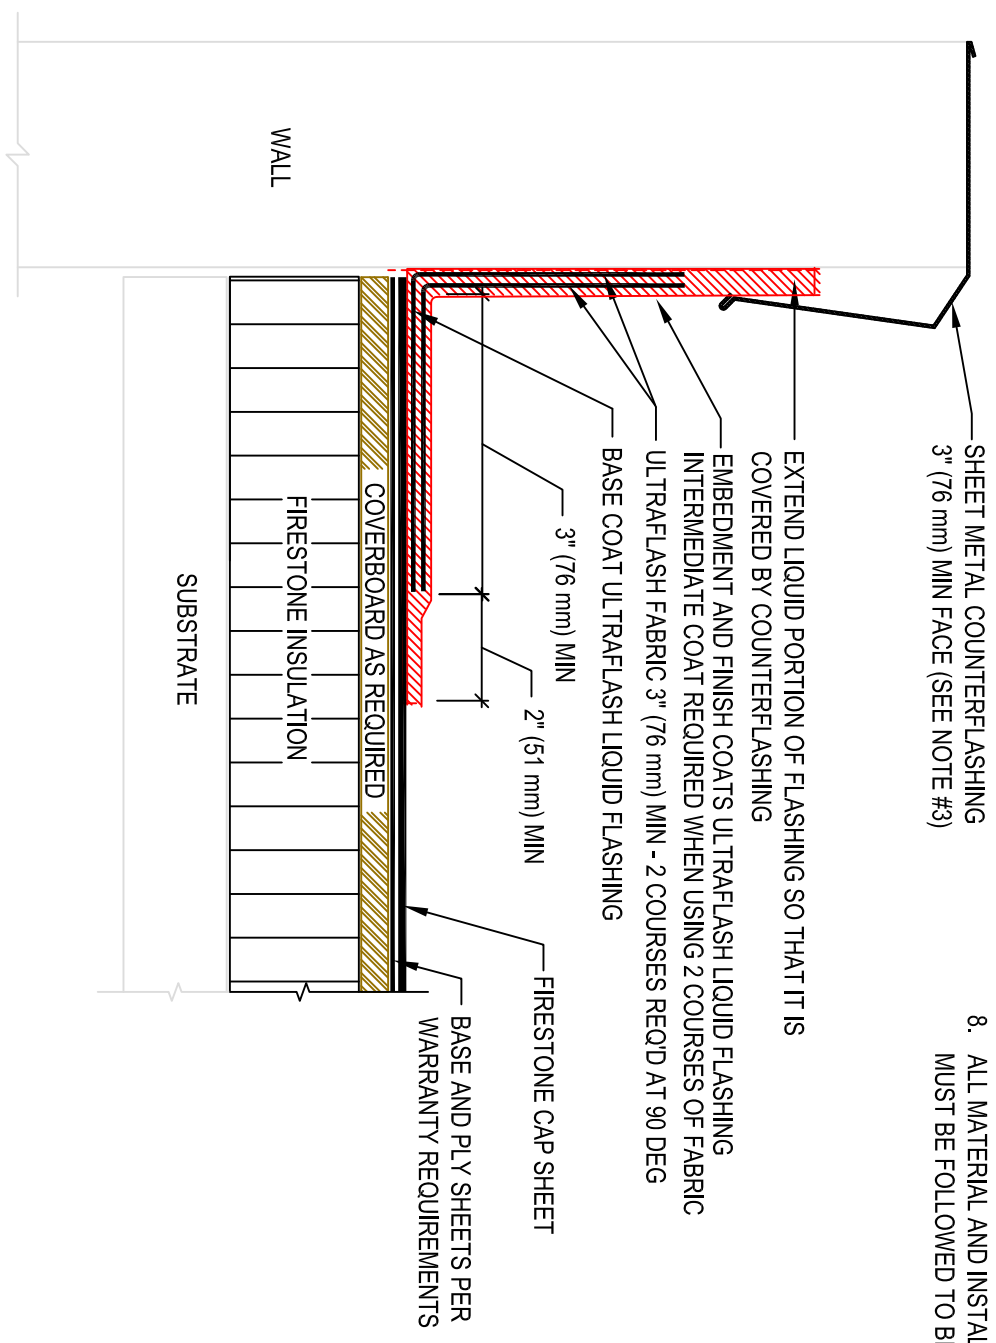 8. ALL MATERIAL AND INSTAL
MUST BE FOLLOWED TO B
SHEET METAL COUNTERFLASHING
3" (76 mm) MIN FACE (SEE NOTE #3)
EXTEND LIQUID PORTION OF FLASHING SO THAT IT IS
COVERED BY COUNTERFLASHING
EMBEDMENT AND FINISH COATS ULTRAFLASH LIQUID FLASHING
INTERMEDIATE COAT REQUIRED WHEN USING 2 COURSES OF FABRIC
ULTRAFLASH FABRIC 3" (76 mm) MIN - 2 COURSES REQ'D AT 90 DEG
BASE COAT ULTRAFLASH LIQUID FLASHING
3" (76 mm) MIN
2" (51 mm) MIN
FIRESTONE CAP SHEET
BASE AND PLY SHEETS PER
WARRANTY REQUIREMENTS
WALL
COVERBOARD AS REQUIRED
FIRESTONE INSULATION
SUBSTRATE